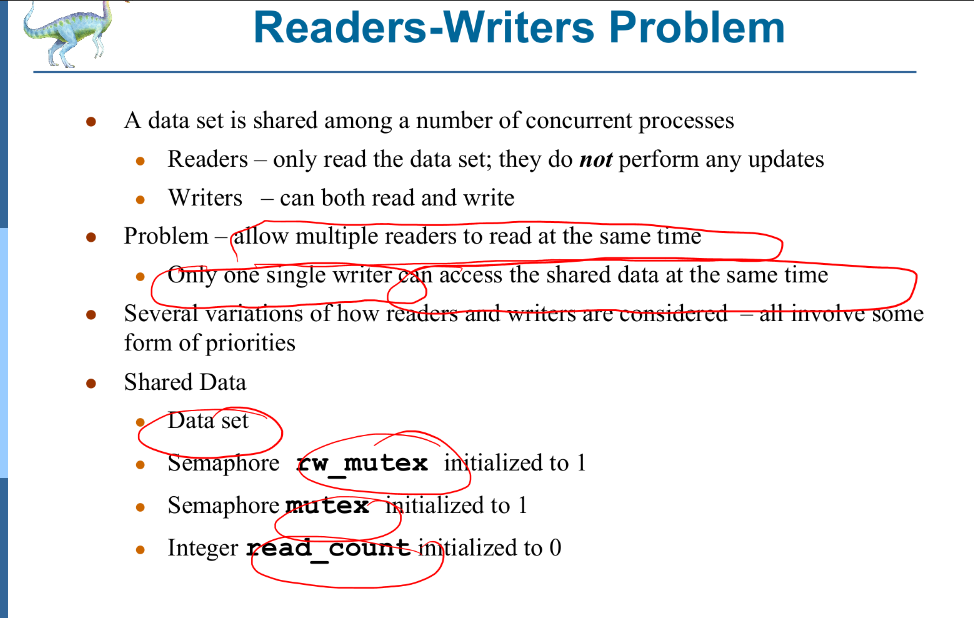 Readers-Writers Problem
A data set is shared among a number of concurrent processes
Readers – only read the data set; they do not perform any updates
Writers – can both read and write
Problem – allow multiple readers to read at the same time
Only one single writer can access the shared data at the same time
Several variations of how readers and writers are considered – all involve some
form of priorities
Shared Data
Data set
Semaphore rw_mutex initialized to 1
Semaphore mutex initialized to 1
Integer read_count initialized to 0